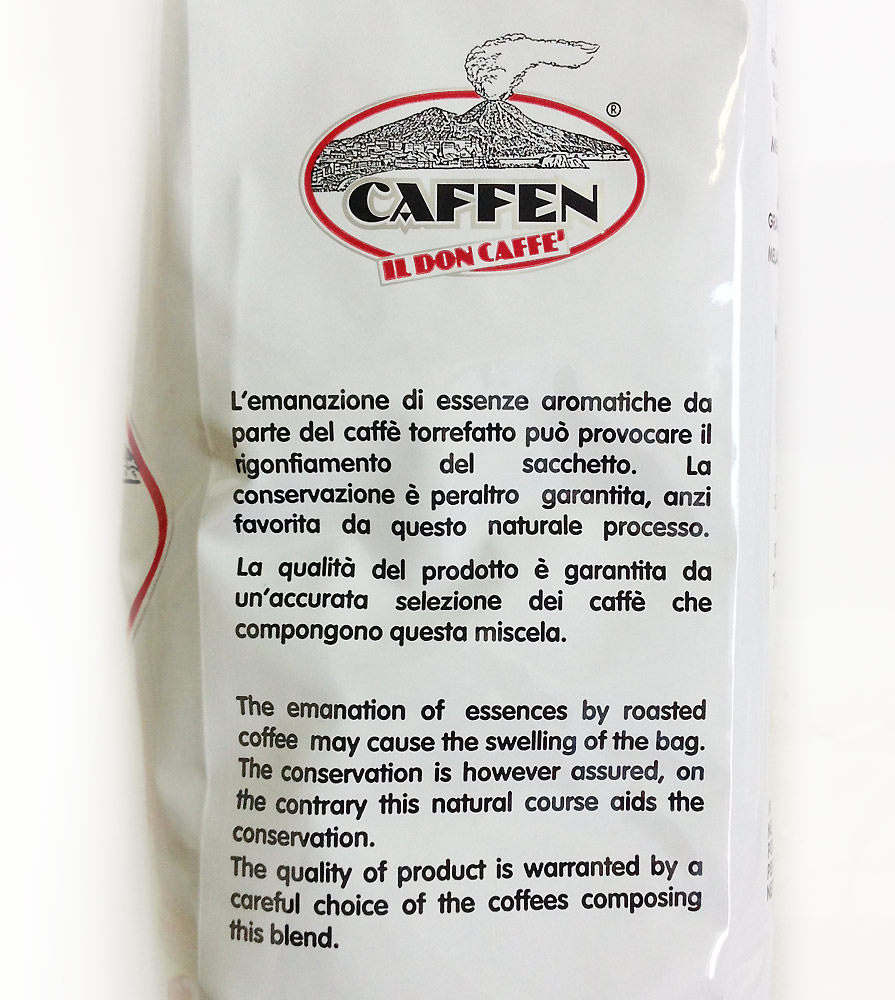 ®
CAFFEN
IL DON CAFFE'
L'emanazione di essenze aromatiche da
parte del caffè torrefatto può provocare il
rigonfiamento del sacchetto. La
conservazione è peraltro garantita, anzi
favorita da questo naturale processo.
La qualità del prodotto è garantita da
un'accurata selezione dei caffè che
compongono questa miscela.
The emanation of essences by roasted
coffee may cause the swelling of the bag.
The conservation is however assured, on
the contrary this natural course aids the
conservation.
The quality of product is warranted by a
careful choice of the coffees composing
this blend.